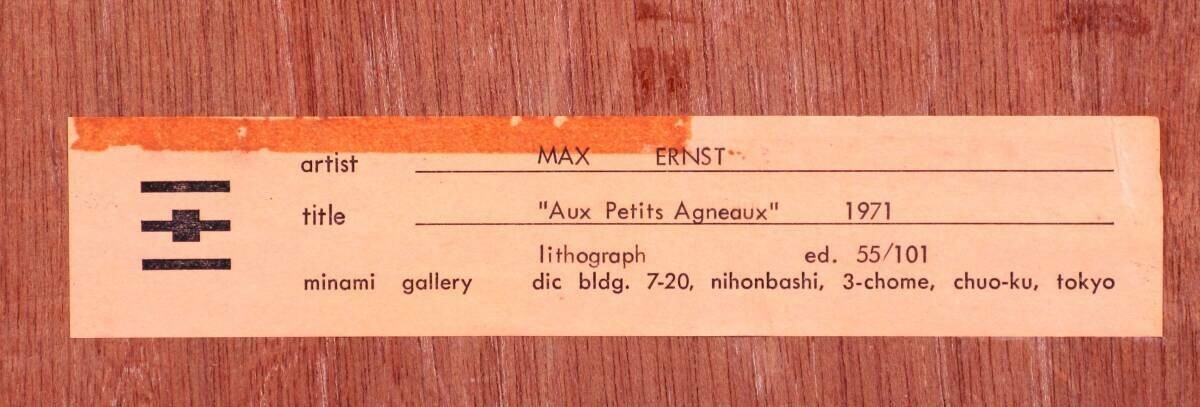 artist MAX ERNST
title "Aux Petits Agneaux" 1971
lithograph ed. 55/101
minami gallery dic bldg. 7-20, nihonbashi, 3-chome, chuo-ku, tokyo